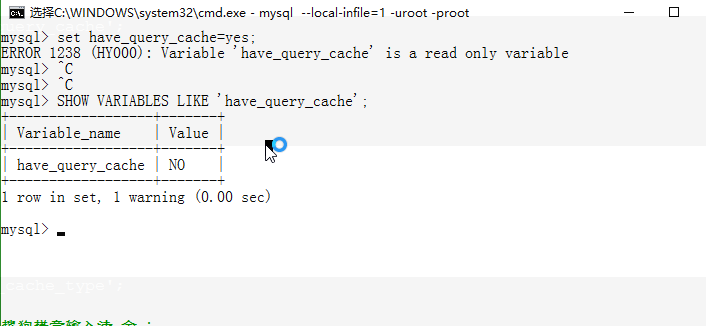 选择C:\WINDOWS\system32\cmd.exe - mysql  --local-infile=1 -uroot -proot
mysql> set have_query_cache=yes;
ERROR 1238 (HY000): Variable 'have_query_cache' is a read only variable
mysql> ^C
mysql> ^C
mysql> SHOW VARIABLES LIKE 'have_query_cache';
+------------------+-------+
| Variable_name    | Value |
+------------------+-------+
| have_query_cache | NO    |
+------------------+-------+
1 row in set, 1 warning (0.00 sec)
mysql>
cache_type';